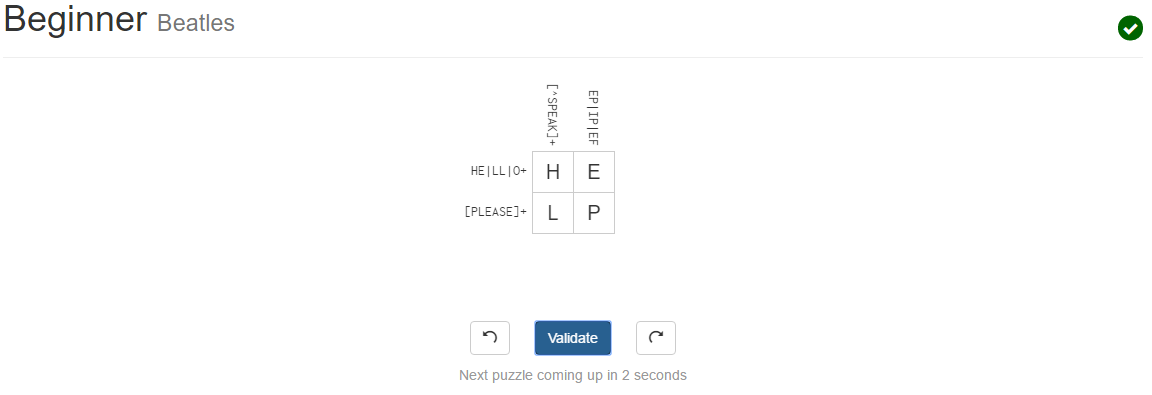 Beginner Beatles
[^SPEAK]+ EP|IP|EF
HE|LL|O+ H E
[PLEASE]+ L P
Validate
Next puzzle coming up in 2 seconds